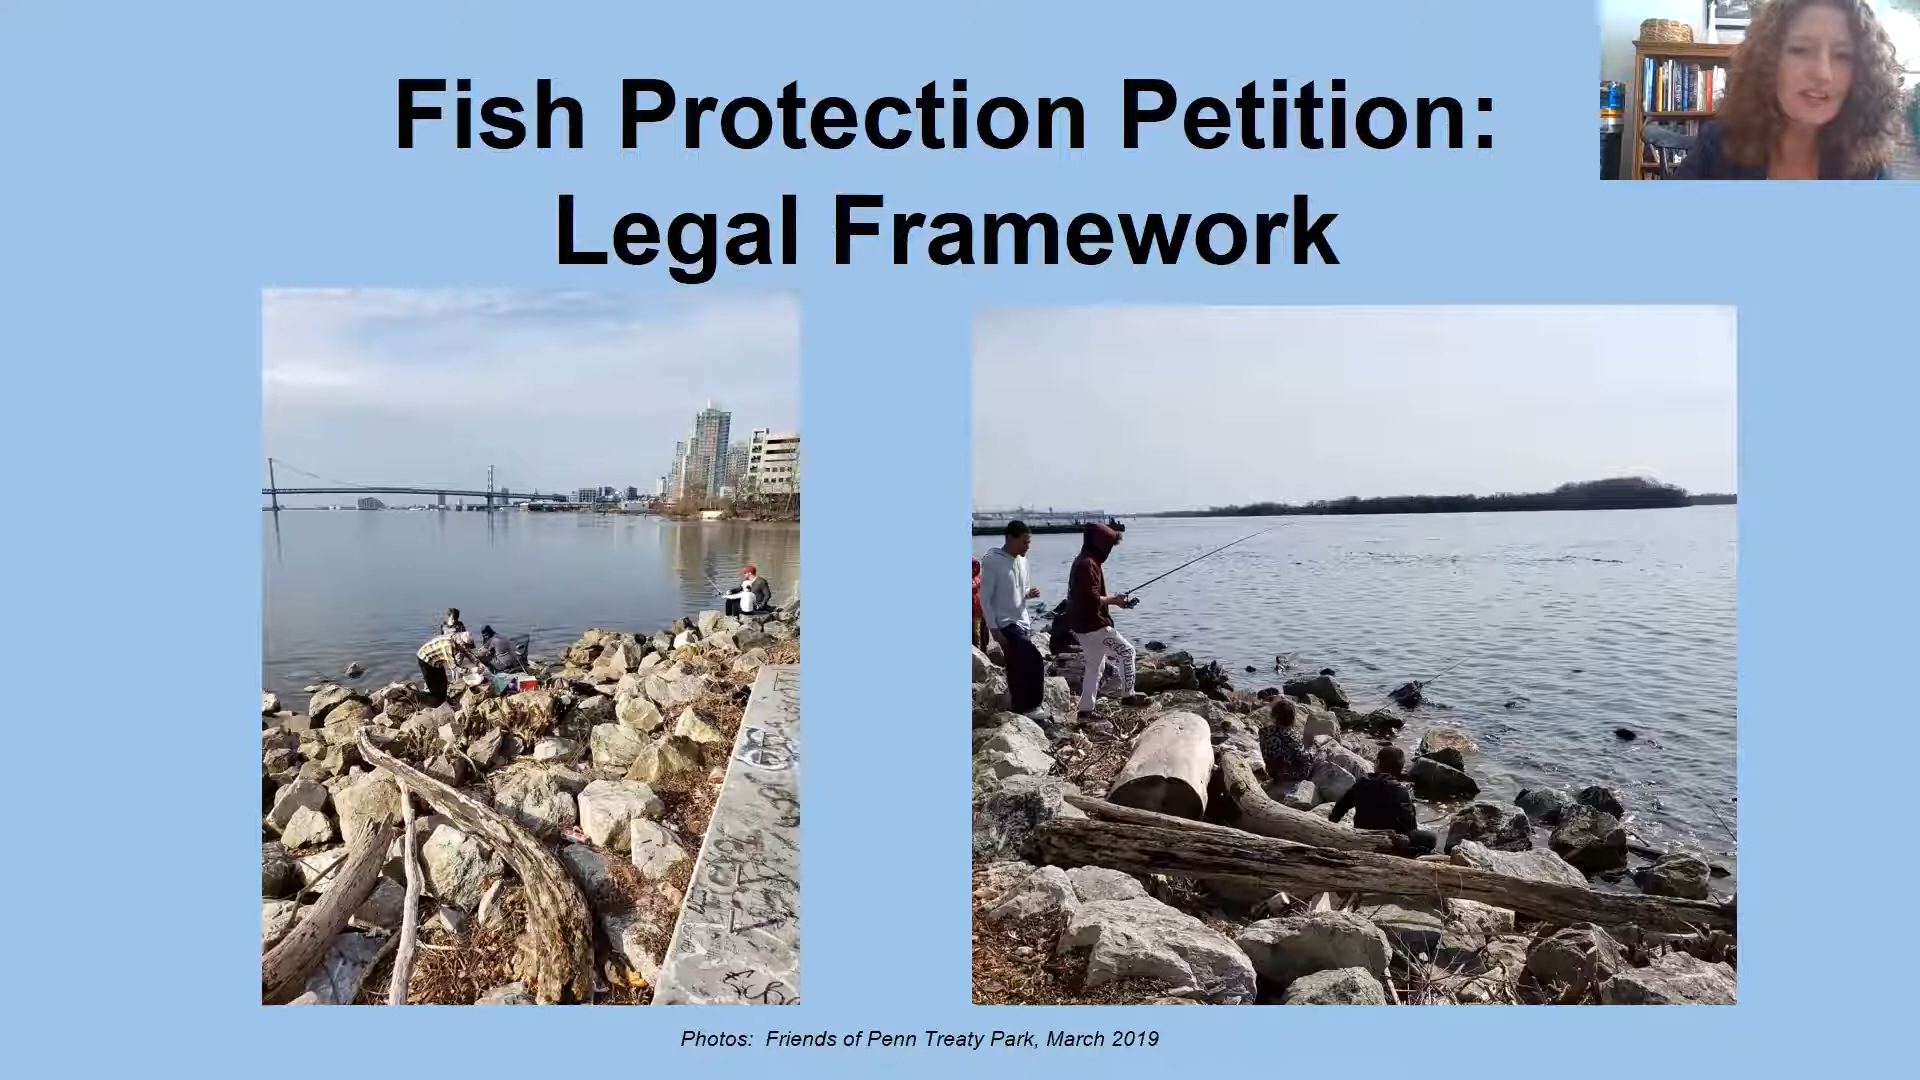 Fish Protection Petition:
Legal Framework
Photos: Friends of Penn Treaty Park, March 2019